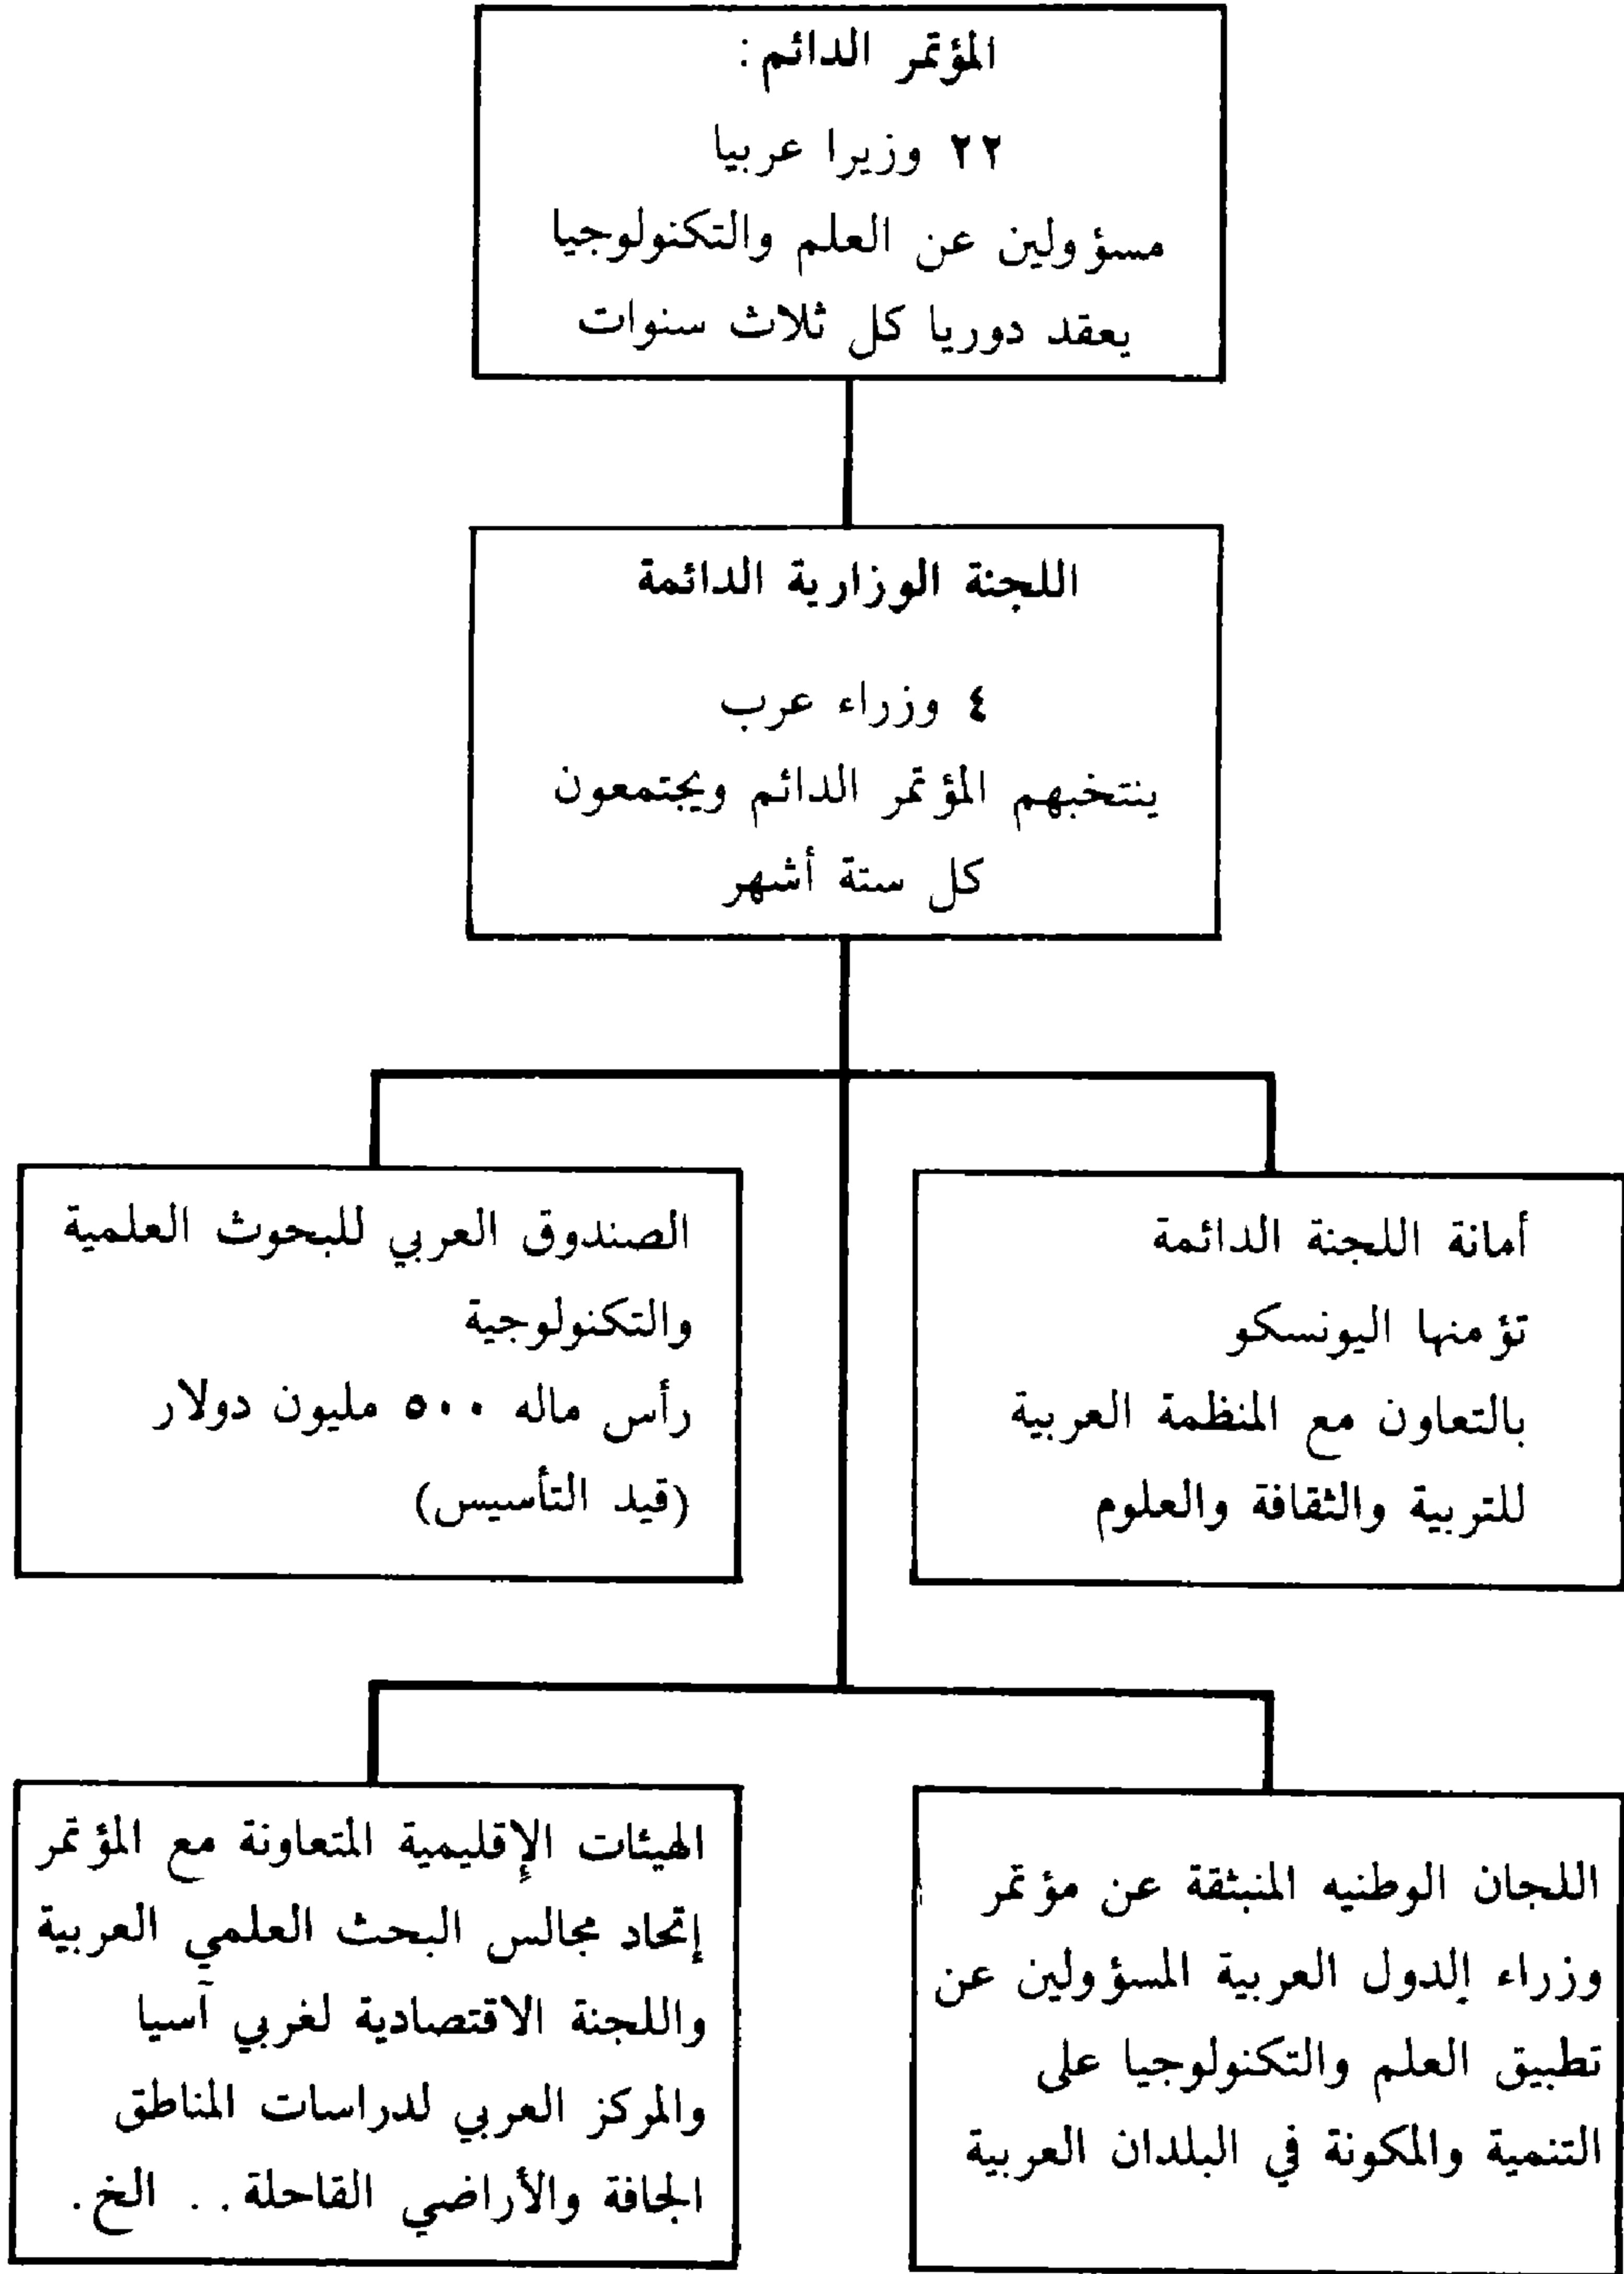 المؤتمر الدائم:
٢٢ وزيرا عربيا
مسؤولين عن العلم والتكنولوجيا
يعقد دوريا كل ثلاث سنوات
اللجنة الوزارية الدائمة
٤ وزراء عرب
ينتخبهم المؤتمر الدائم ويجتمعون
كل ستة أشهر
أمانة اللجنة الدائمة
تؤمنها اليونسكو
بالتعاون مع المنظمة العربية
للتربية والثقافة والعلوم
الصندوق العربي للبحوث العلمية
والتكنولوجية
رأس ماله ٥٠٠ مليون دولار
(قيد التأسيس)
اللجان الوطنيه المنبثقة عن مؤتمر
وزراء الدول العربية المسؤولين عن
تطبيق العلم والتكنولوجيا على
التنمية والمكونة في البلدان العربية
الهيئات الإقليمية المتعاونة مع المؤتمر
إتحاد مجالس البحث العلمي العربية
واللجنة الاقتصادية لغربي آسيا
والمركز العربي لدراسات المناطق
الجافة والأراضي القاحلة.. الخ.